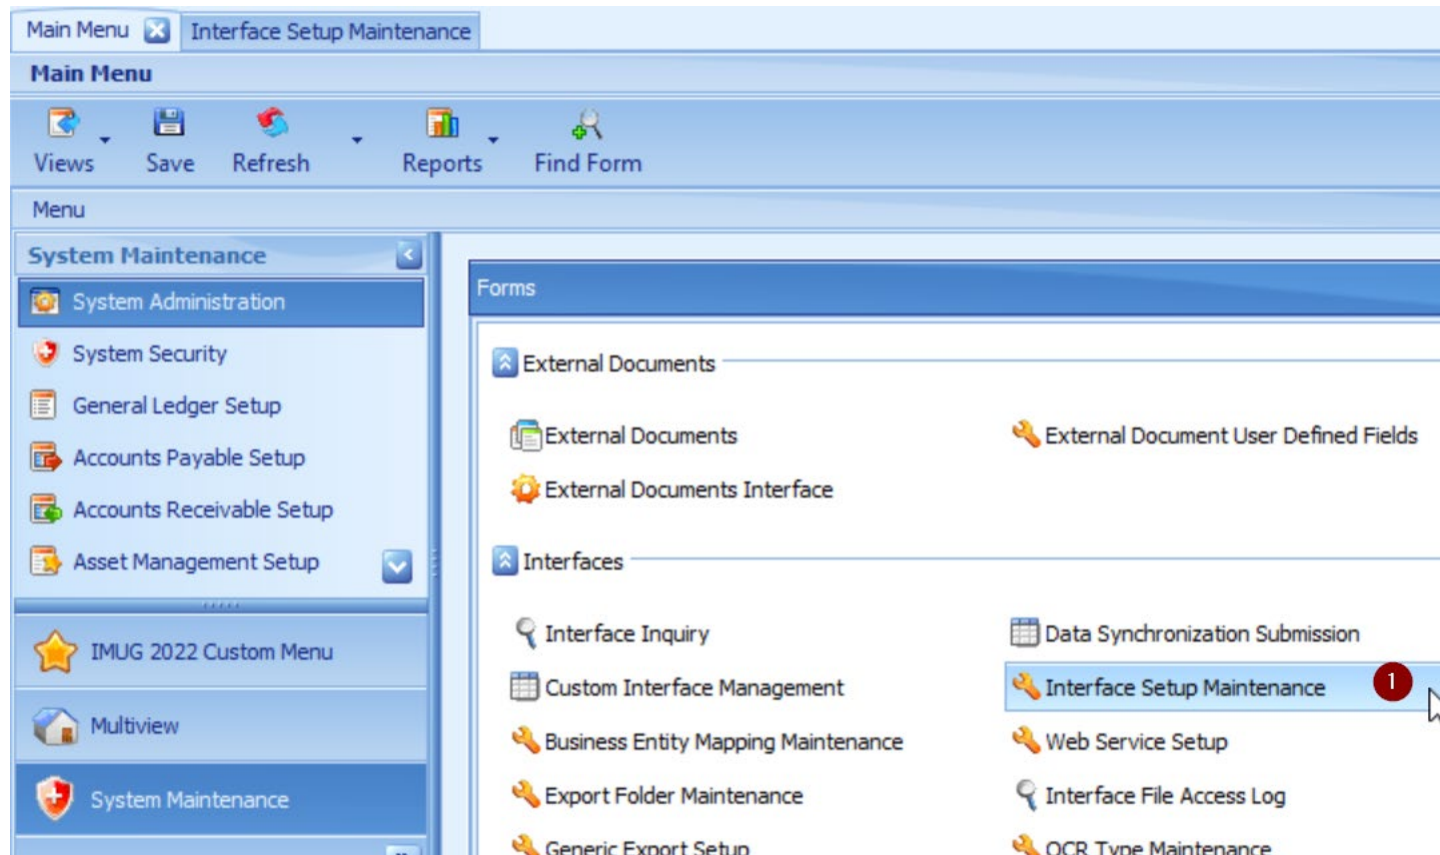 Main Menu Interface Setup Maintenance
Main Menu
Views Save Refresh Reports Find Form
Menu
System Maintenance
System Administration
System Security
General Ledger Setup
Accounts Payable Setup
Accounts Receivable Setup
Asset Management Setup
IMUG 2022 Custom Menu
Multiview
System Maintenance
Forms
External Documents
External Documents External Document User Defined Fields
External Documents Interface
Interfaces
Interface Inquiry Data Synchronization Submission
Custom Interface Management Interface Setup Maintenance 1
Business Entity Mapping Maintenance Web Service Setup
Export Folder Maintenance Interface File Access Log
Generic Export Setup OCR Type Maintenance